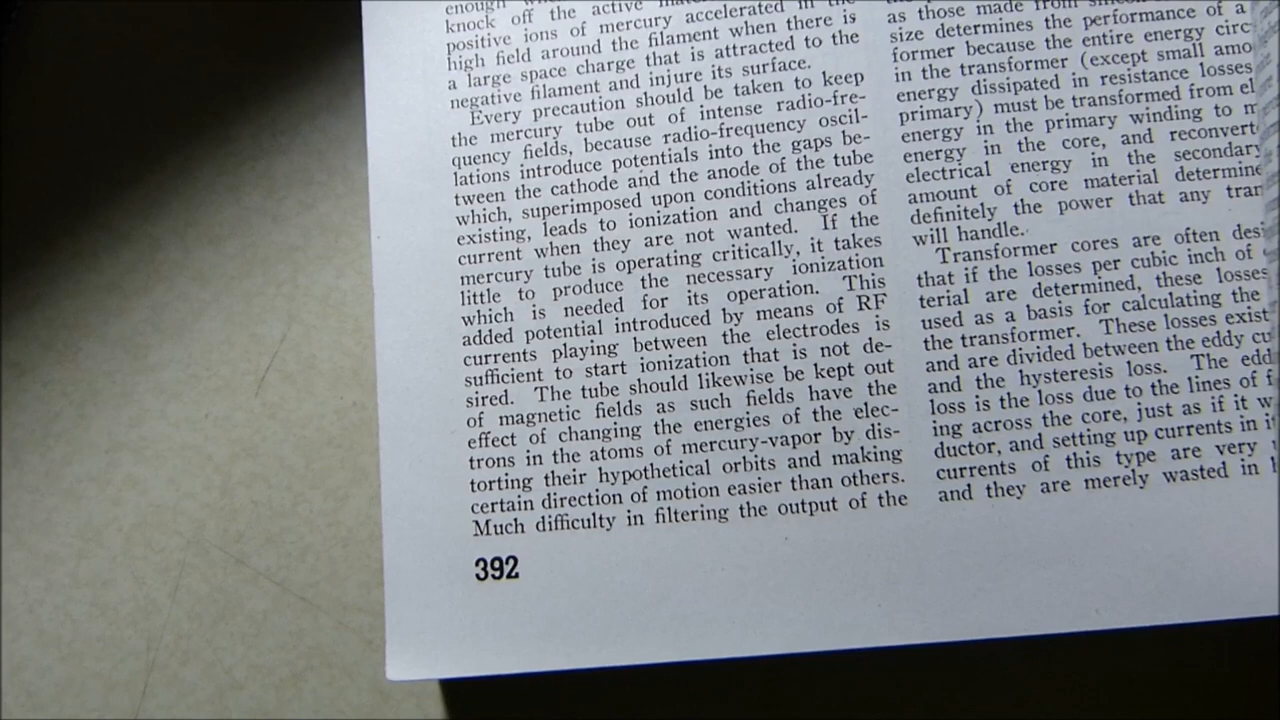 enough
knock off the active
positive ions of mercury accelerated in the
high field around the filament when there is
a large space charge that is attracted to the
negative filament and injure its surface.
Every precaution should be taken to keep
the mercury tube out of intense radio-fre-
quency fields, because radio-frequency oscil-
lations introduce potentials into the gaps be-
tween the cathode and the anode of the tube
which, superimposed upon conditions already
existing, leads to ionization and changes of
current when they are not wanted. If the
mercury tube is operating critically, it takes
little to produce the necessary ionization
which is needed for its operation. This
added potential introduced by means of RF
currents playing between the electrodes is
sufficient to start ionization that is not de-
sired. The tube should likewise be kept out
of magnetic fields as such fields have the
effect of changing the energies of the elec-
trons in the atoms of mercury-vapor by dis-
torting their hypothetical orbits and making
certain direction of motion easier than others.
Much difficulty in filtering the output of the
392
as those made from
size determines the performance of a
former because the entire energy circ
in the transformer (except small amo
energy dissipated in resistance losses
primary) must be transformed from el
energy in the primary winding to m
energy in the core, and reconvert
electrical energy in the secondary
amount of core material determine
definitely the power that any tran
will handle.
Transformer cores are often desi
that if the losses per cubic inch of
terial are determined, these losses
used as a basis for calculating the
the transformer. These losses exist
and are divided between the eddy cu
and the hysteresis loss. The edd
loss is the loss due to the lines of f
ing across the core, just as if it w
ductor, and setting up currents in it
currents of this type are very
and they are merely wasted in